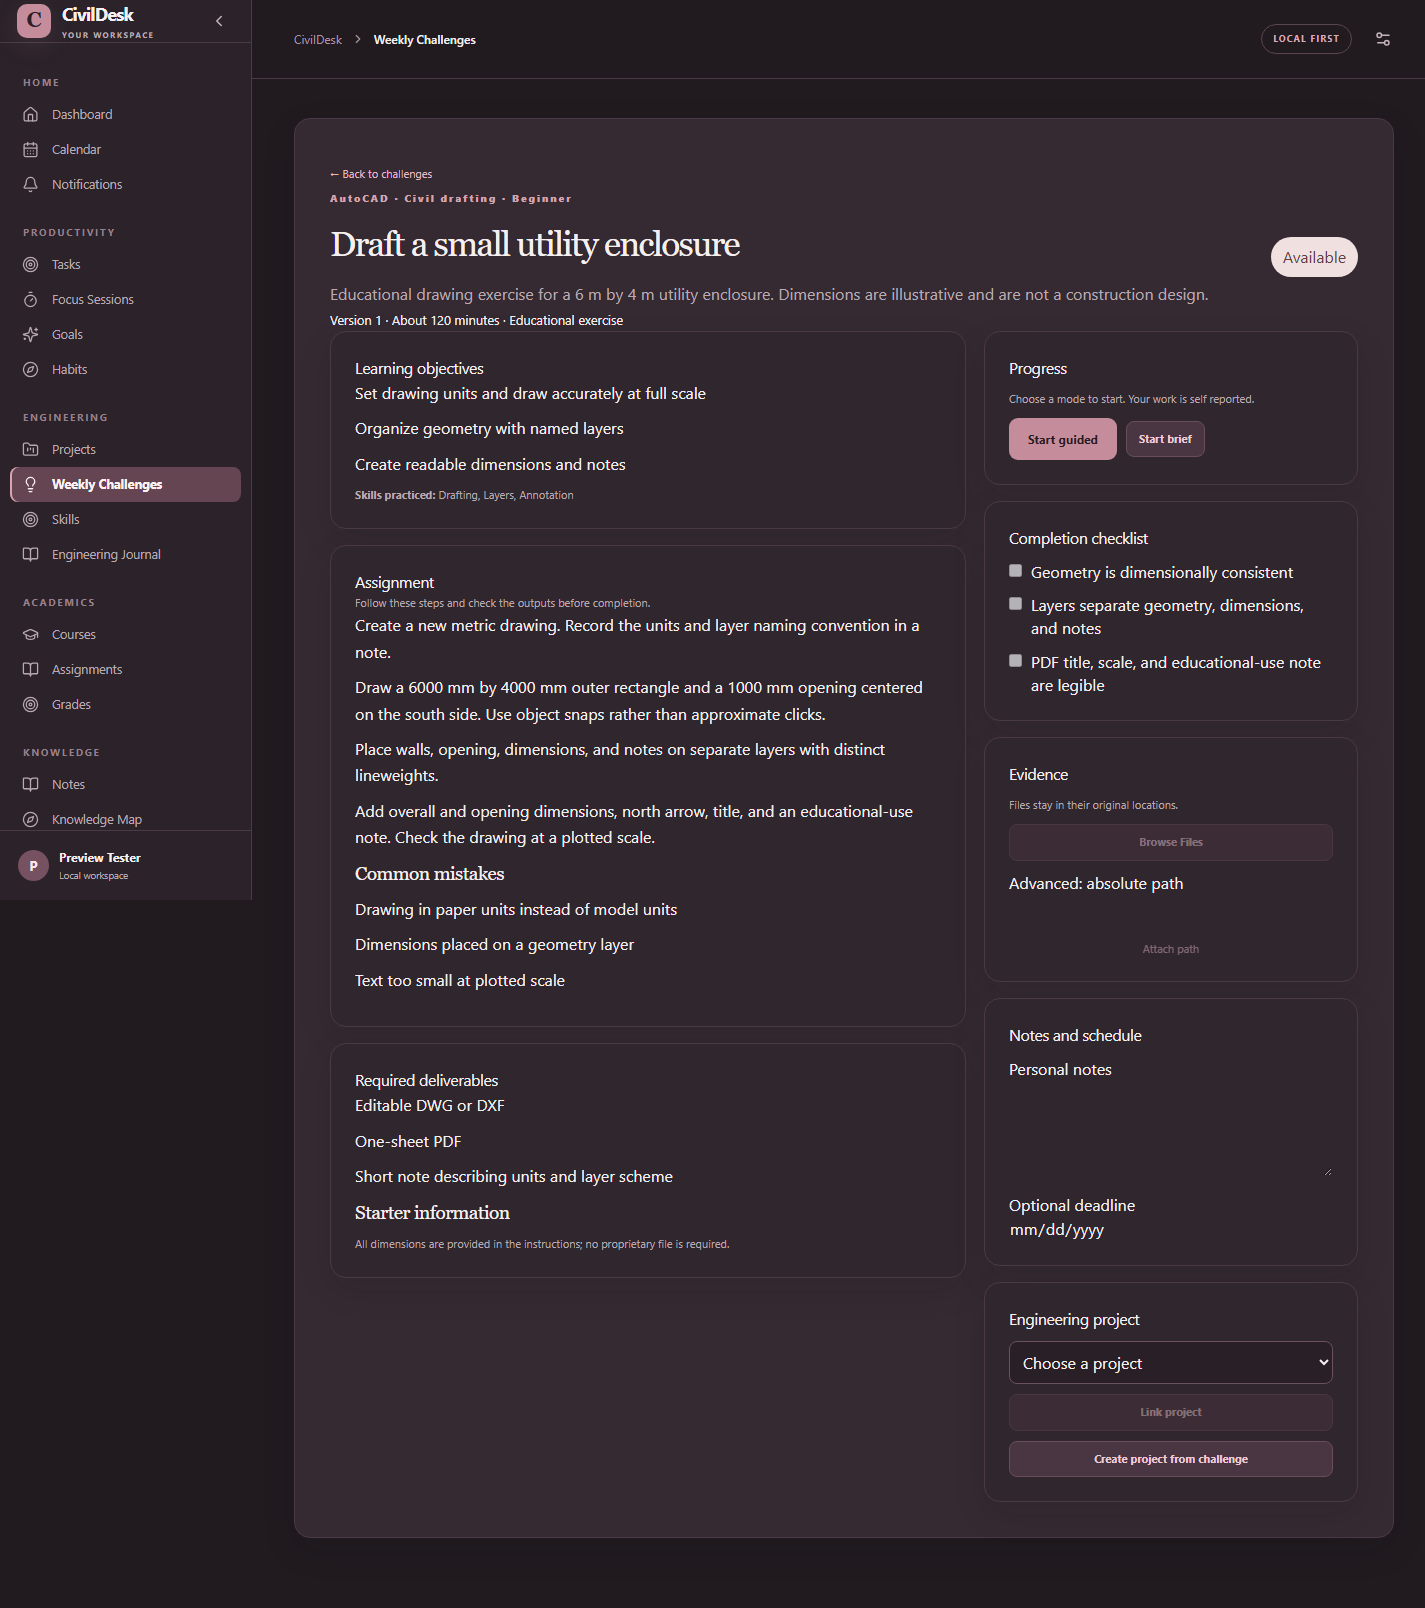 C
CivilDesk
YOUR WORKSPACE
HOME
Dashboard
Calendar
Notifications
PRODUCTIVITY
Tasks
Focus Sessions
Goals
Habits
ENGINEERING
Projects
Weekly Challenges
Skills
Engineering Journal
ACADEMICS
Courses
Assignments
Grades
KNOWLEDGE
Notes
Knowledge Map
P
Preview Tester
Local workspace
CivilDesk > Weekly Challenges
LOCAL FIRST
← Back to challenges
AutoCAD · Civil drafting · Beginner
Draft a small utility enclosure
Available
Educational drawing exercise for a 6 m by 4 m utility enclosure. Dimensions are illustrative and are not a construction design.
Version 1 · About 120 minutes · Educational exercise
Learning objectives
Set drawing units and draw accurately at full scale
Organize geometry with named layers
Create readable dimensions and notes
Skills practiced: Drafting, Layers, Annotation
Assignment
Follow these steps and check the outputs before completion.
Create a new metric drawing. Record the units and layer naming convention in a
note.
Draw a 6000 mm by 4000 mm outer rectangle and a 1000 mm opening centered
on the south side. Use object snaps rather than approximate clicks.
Place walls, opening, dimensions, and notes on separate layers with distinct
lineweights.
Add overall and opening dimensions, north arrow, title, and an educational-use
note. Check the drawing at a plotted scale.
Common mistakes
Drawing in paper units instead of model units
Dimensions placed on a geometry layer
Text too small at plotted scale
Required deliverables
Editable DWG or DXF
One-sheet PDF
Short note describing units and layer scheme
Starter information
All dimensions are provided in the instructions; no proprietary file is required.
Progress
Choose a mode to start. Your work is self reported.
Start guided
Start brief
Completion checklist
Geometry is dimensionally consistent
Layers separate geometry, dimensions,
and notes
PDF title, scale, and educational-use note
are legible
Evidence
Files stay in their original locations.
Browse Files
Advanced: absolute path
Attach path
Notes and schedule
Personal notes
Optional deadline
mm/dd/yyyy
Engineering project
Choose a project
Link project
Create project from challenge